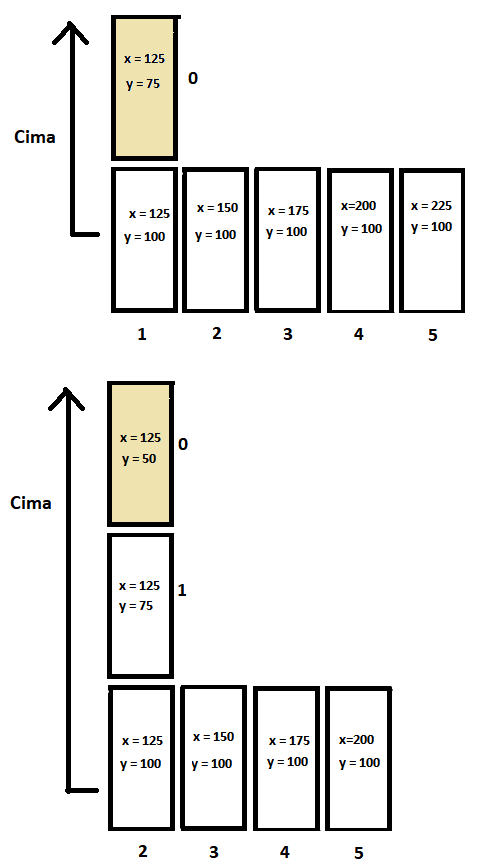 x = 125
y = 75
0
Cima
x = 125
y = 100
x = 150
y = 100
x = 175
y = 100
x=200
y = 100
x = 225
y = 100
1 2 3 4 5
x = 125
y = 50
0
Cima
x = 125
y = 75
1
x = 125
y = 100
x = 150
y = 100
x = 175
y = 100
x=200
y = 100
2 3 4 5